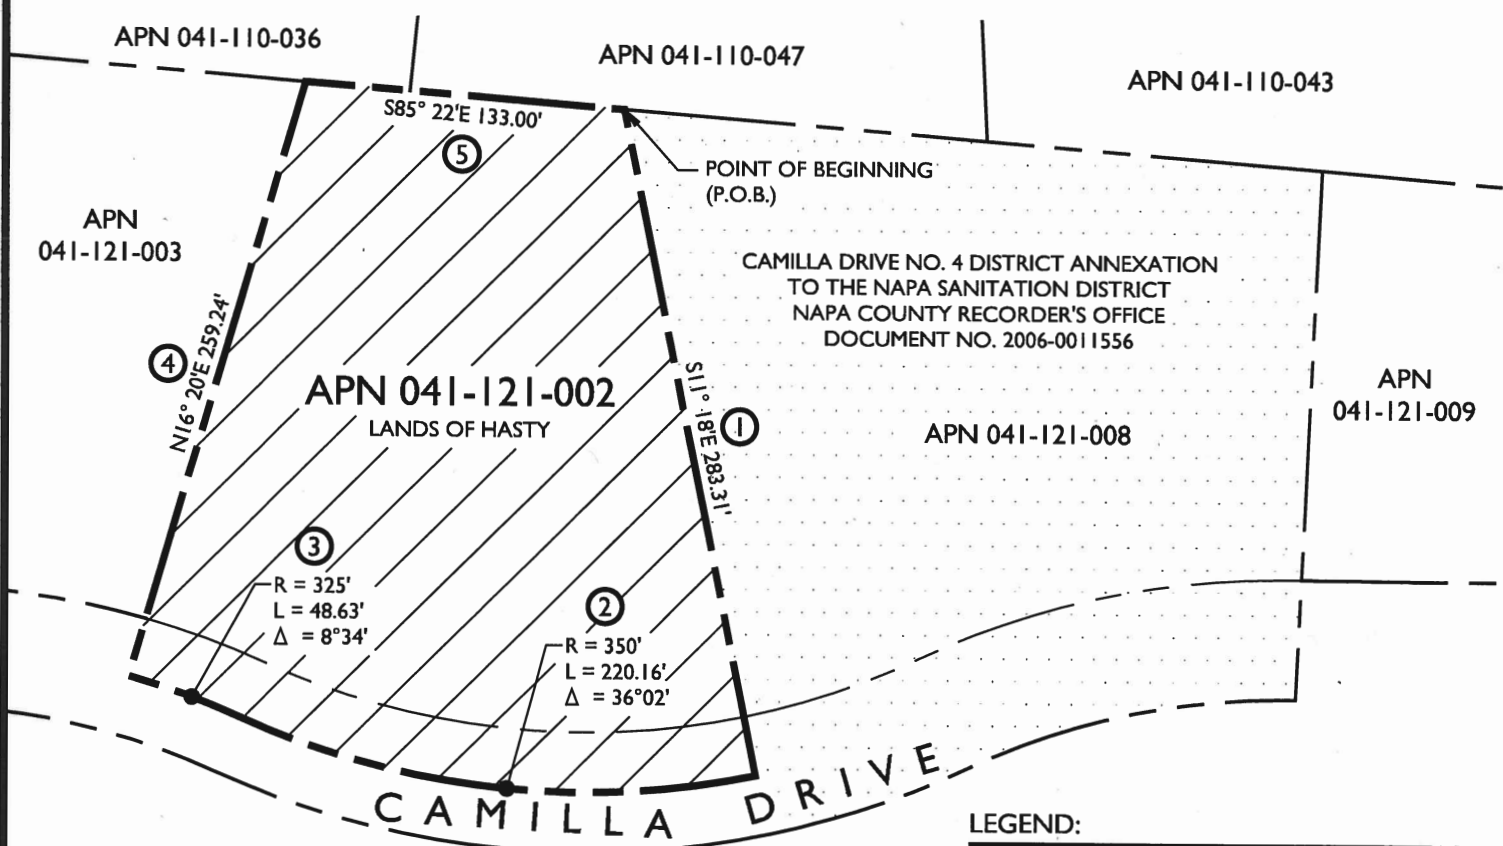 APN 041-110-036
APN 041-110-047
APN 041-110-043
S85° 22'E 133.00'
5
POINT OF BEGINNING
(P.O.B.)
APN
041-121-003
CAMILLA DRIVE NO. 4 DISTRICT ANNEXATION
TO THE NAPA SANITATION DISTRICT
NAPA COUNTY RECORDER'S OFFICE
DOCUMENT NO. 2006-0011556
4
N16° 20'E 259.24'
APN 041-121-002
LANDS OF HASTY
S11° 18'E 283.31'
1
APN 041-121-008
APN
041-121-009
3
R = 325'
L = 48.63'
Δ = 8°34'
2
R = 350'
L = 220.16'
Δ = 36°02'
CAMILLA DRIVE
LEGEND: